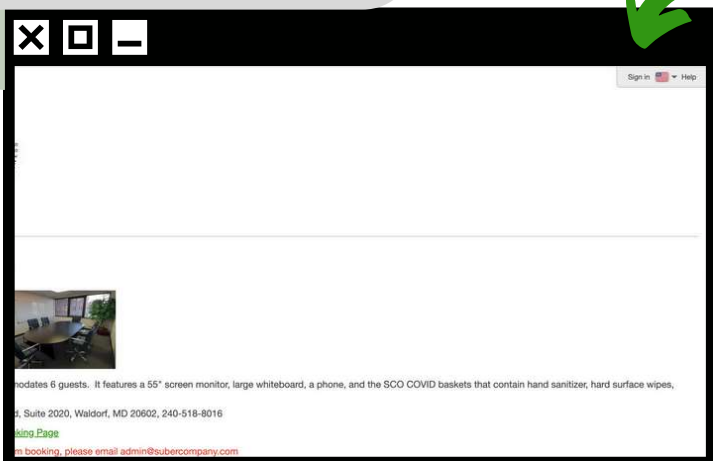 Sign in Help
nodates 6 guests. It features a 55" screen monitor, large whiteboard, a phone, and the SCO COVID baskets that contain hand sanitizer, hard surface wipes,
d, Suite 2020, Waldorf, MD 20602, 240-518-8016
king Page
m booking, please email admin@subercompany.com